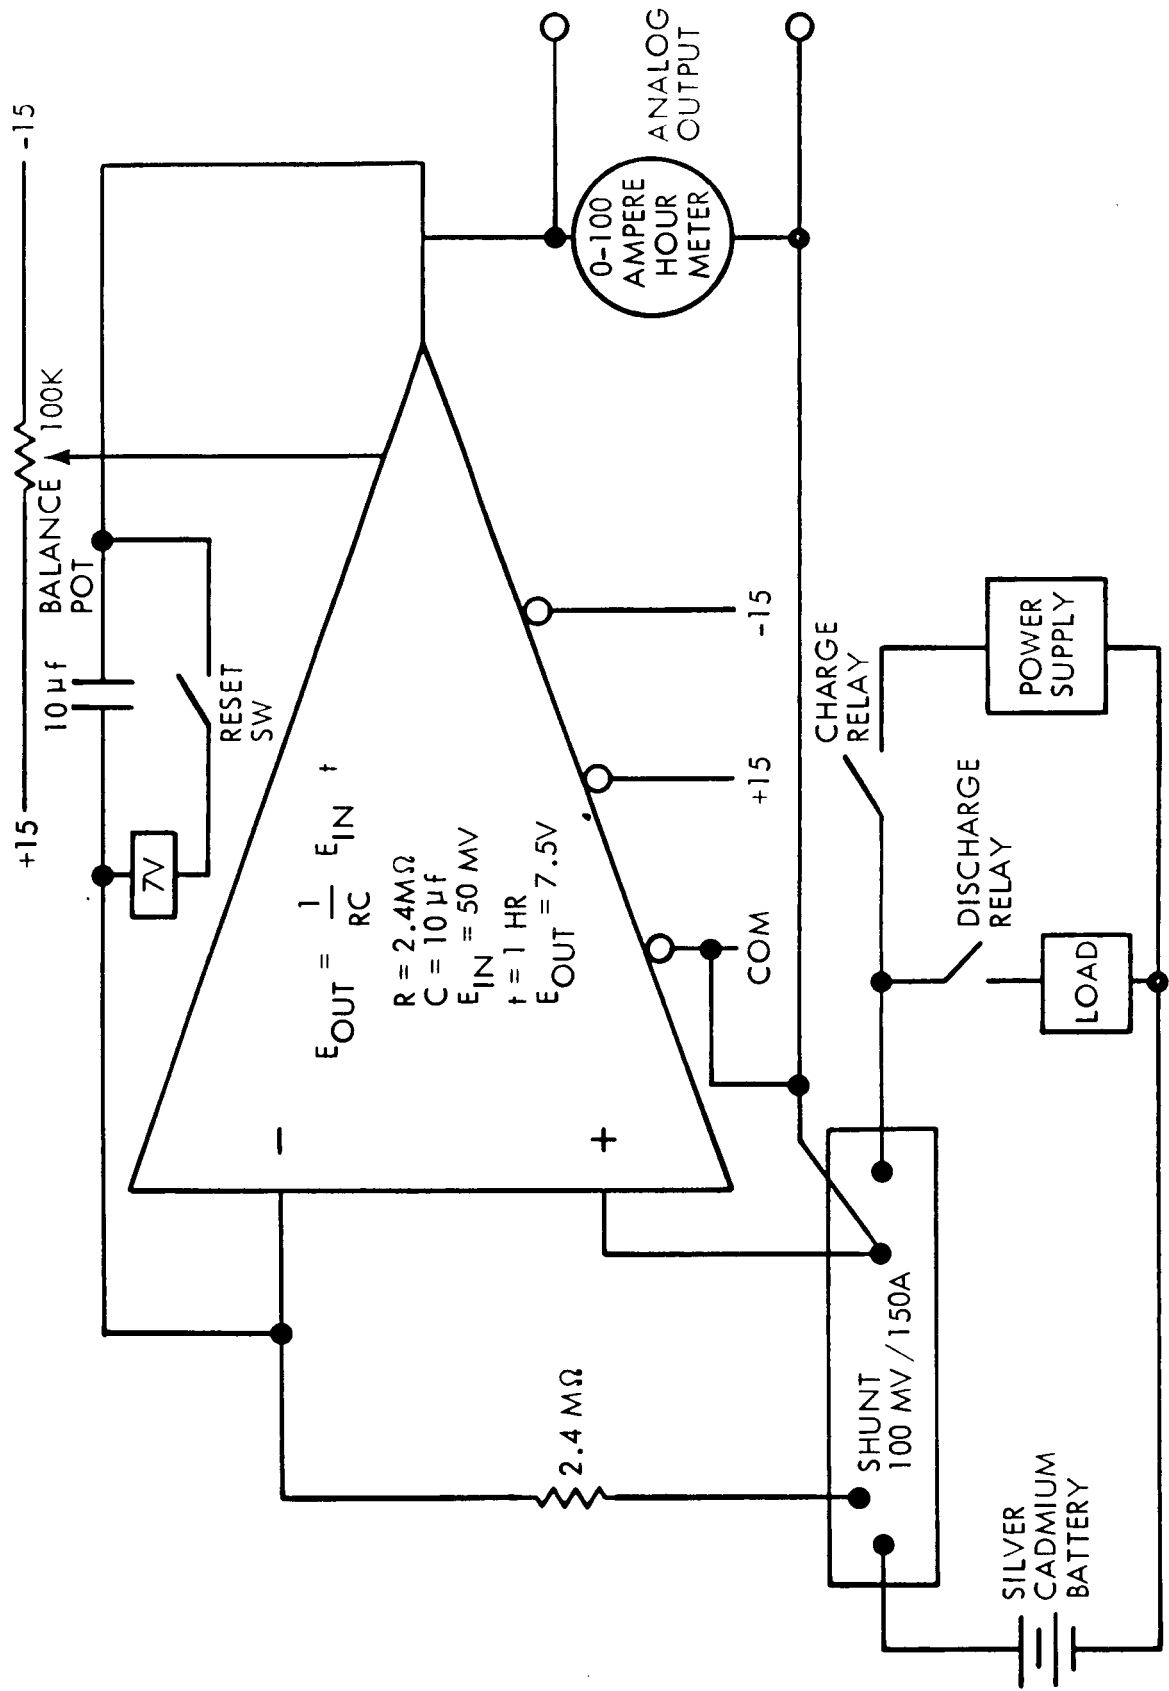 +15
-15
100K
BALANCE
POT
10 µf
RESET
SW
7V
E_OUT = 1/RC E_IN t
R = 2.4MΩ
C = 10 µf
E_IN = 50 MV
t = 1 HR
E_OUT = 7.5V
−
+
COM
+15
-15
0-100
AMPERE
HOUR
METER
ANALOG
OUTPUT
2.4 MΩ
SHUNT
100 MV/150A
CHARGE
RELAY
DISCHARGE
RELAY
POWER
SUPPLY
LOAD
SILVER
CADMIUM
BATTERY